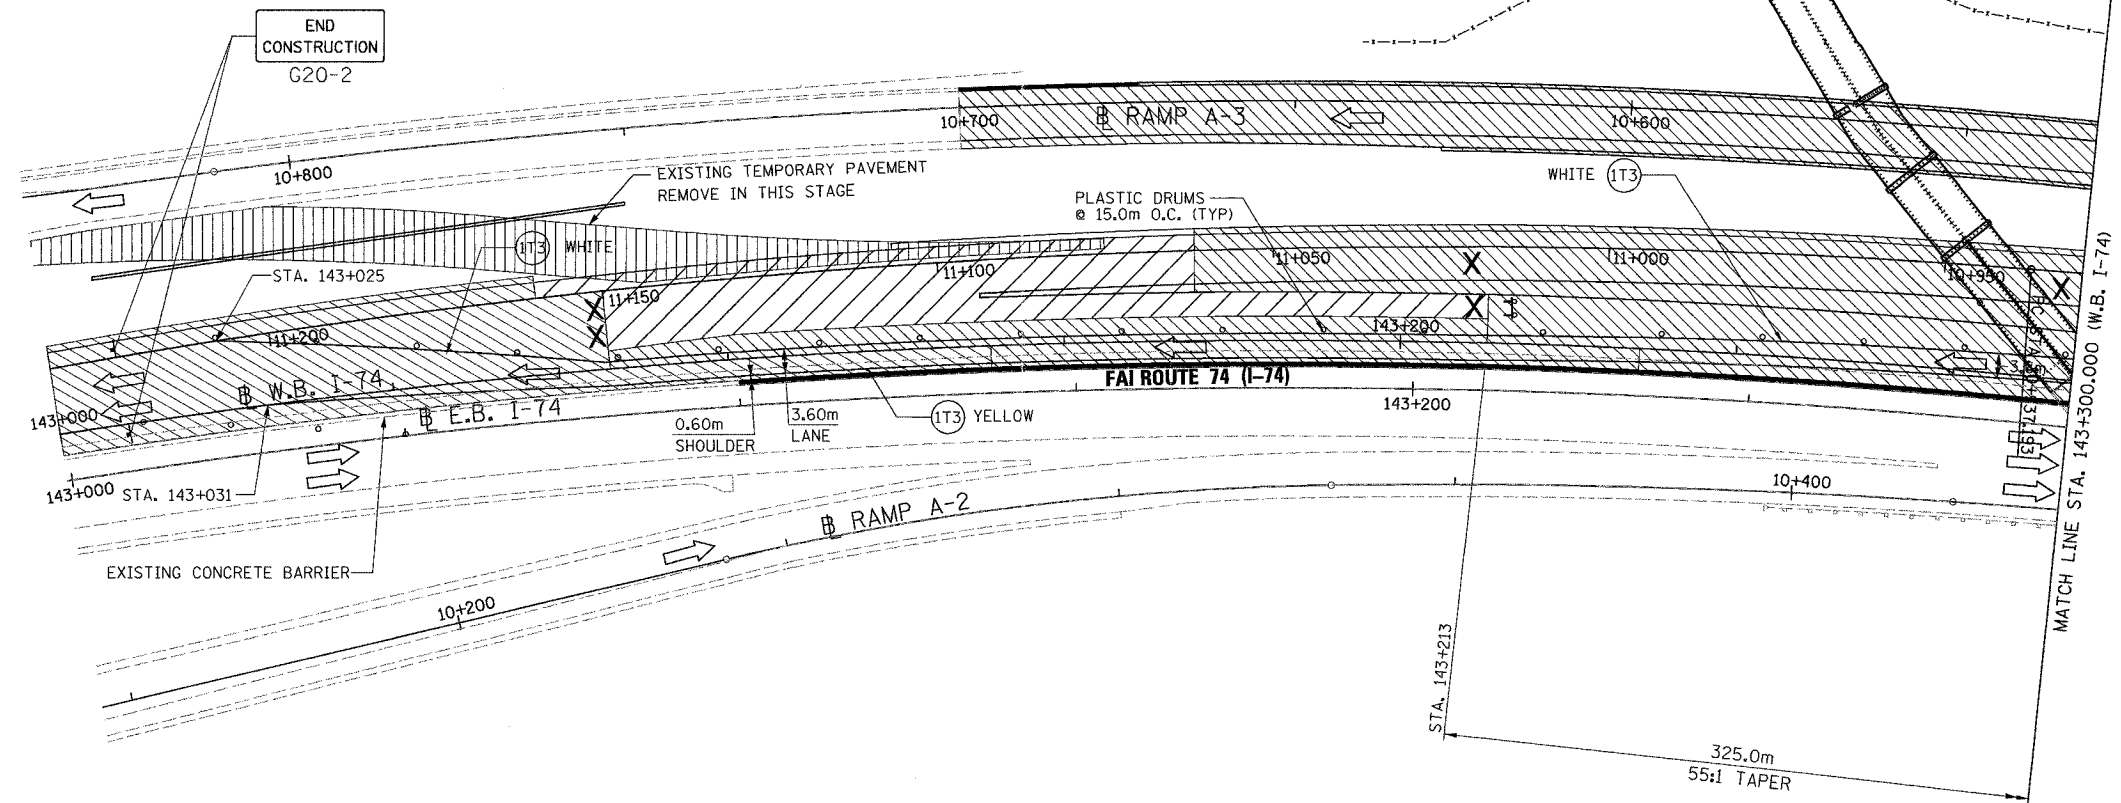 END
CONSTRUCTION
G20-2
10+700
℄ RAMP A-3
10+600
10+800
EXISTING TEMPORARY PAVEMENT
REMOVE IN THIS STAGE
PLASTIC DRUMS
@ 15.0m O.C. (TYP)
WHITE 1T3
1T3 WHITE
STA. 143+025
11+200
11+150
11+100
11+050
11+000
10+950
143+200
℄ W.B. I-74
143+000
℄ E.B. I-74
FAI ROUTE 74 (I-74)
143+200
0.60m
SHOULDER
3.60m
LANE
1T3 YELLOW
143+000
STA. 143+031
EXISTING CONCRETE BARRIER
℄ RAMP A-2
10+200
10+400
STA. 143+213
325.0m
55:1 TAPER
MATCH LINE STA. 143+300.000 (W.B. I-74)